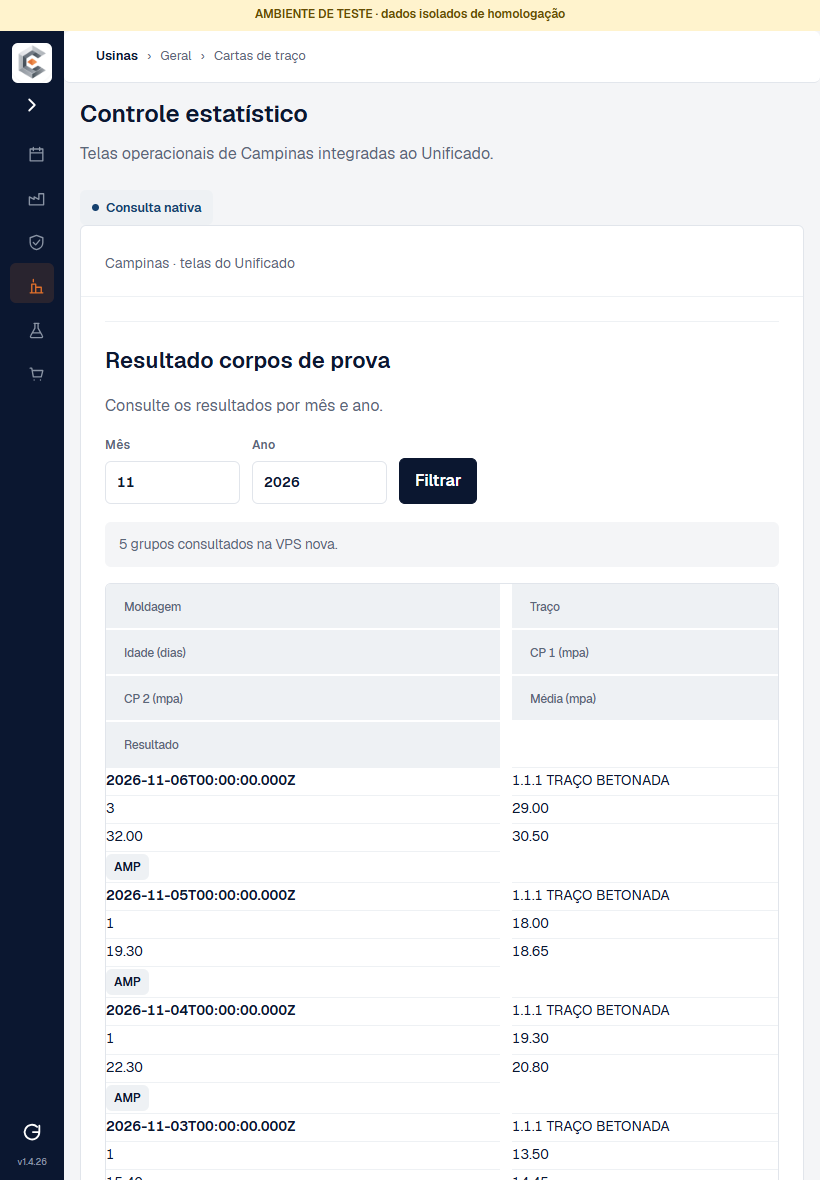 AMBIENTE DE TESTE · dados isolados de homologação
Usinas › Geral › Cartas de traço
Controle estatístico
Telas operacionais de Campinas integradas ao Unificado.
Consulta nativa
Campinas · telas do Unificado
Resultado corpos de prova
Consulte os resultados por mês e ano.
Mês Ano
11 2026 Filtrar
5 grupos consultados na VPS nova.
Moldagem Traço
Idade (dias) CP 1 (mpa)
CP 2 (mpa) Média (mpa)
Resultado
2026-11-06T00:00:00.000Z 1.1.1 TRAÇO BETONADA
3 29.00
32.00 30.50
AMP
2026-11-05T00:00:00.000Z 1.1.1 TRAÇO BETONADA
1 18.00
19.30 18.65
AMP
2026-11-04T00:00:00.000Z 1.1.1 TRAÇO BETONADA
1 19.30
22.30 20.80
AMP
2026-11-03T00:00:00.000Z 1.1.1 TRAÇO BETONADA
1 13.50
v1.4.26